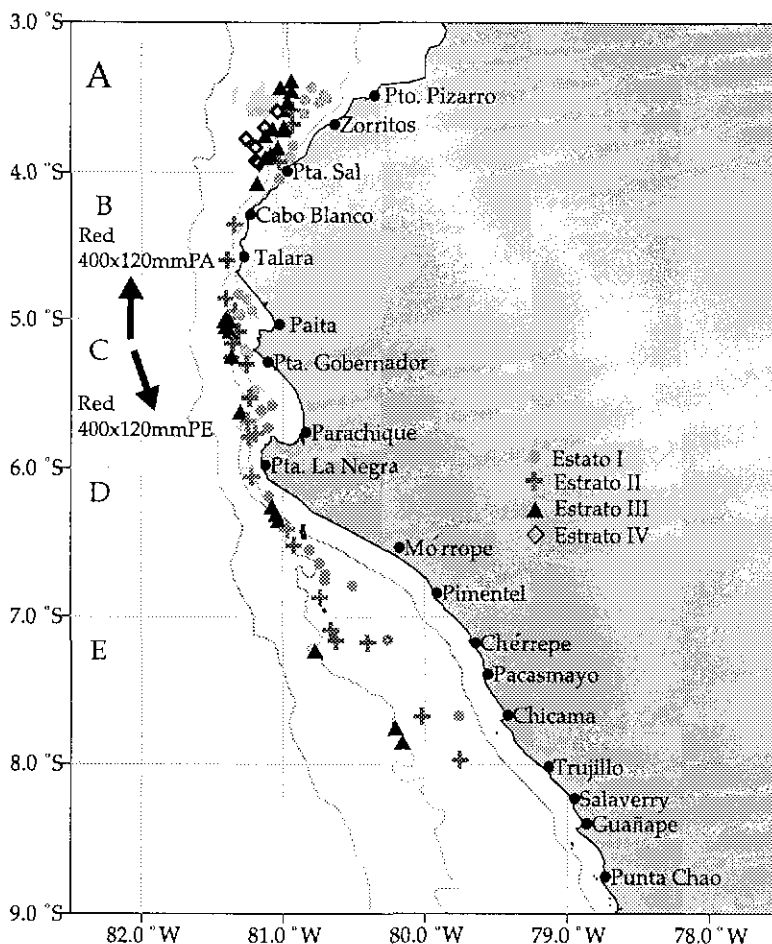 3.0 °S
A
Pto. Pizarro
Zorritos
4.0 °S
Pta. Sal
B
Cabo Blanco
Red
400x120mmPA
Talara
5.0 °S
Paita
C
Pta. Gobernador
Red
400x120mmPE
Parachique
6.0 °S
Pta. La Negra
Estato I
Estrato II
Estrato III
Estrato IV
D
Mórrope
Pimentel
7.0 °S
E
Chérrepe
Pacasmayo
Chicama
8.0 °S
Trujillo
Salaverry
Guañape
Punta Chao
9.0 °S
82.0 °W
81.0 °W
80.0 °W
79.0 °W
78.0 °W